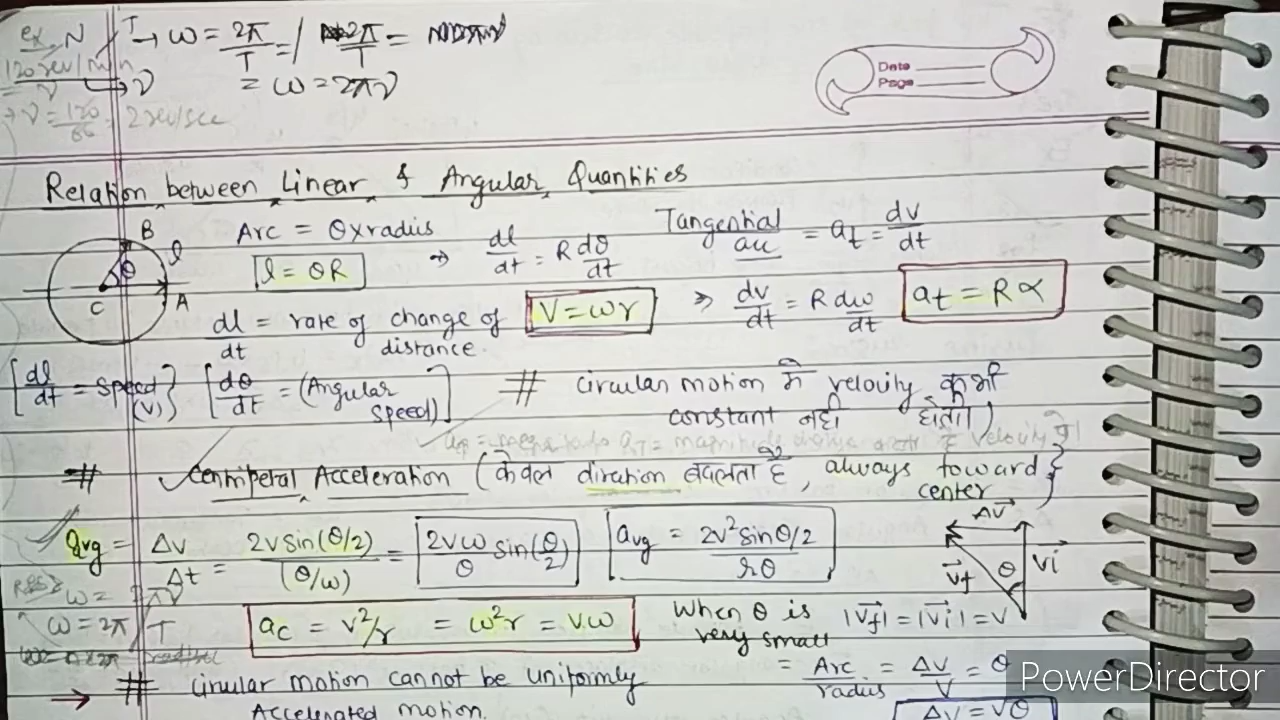 ex N / T → ω = 2π/T = / 2π/T =
120 rev/min → ν = ω = 2πν
→ ν = 120/ = 2 rev/sec
Date
Page
Relation between Linear & Angular Quantities
B
l
θ
C
A
Arc = θ x radius
l = θR
→ dl/dt = R dθ/dt
V = ωr
Tangential acc = at = dv/dt
⇒ dv/dt = R dω/dt
at = R∝
dl/dt = rate of change of distance.
[dl/dt = Speed (v)} [dθ/dt = (Angular Speed)]
# Circular motion मे velocity कभी
constant नही होता)
# Centripetal Acceleration (केवल diration बदलता है, always toward center)
avg = Δv/Δt = 2v sin(θ/2)/(θ/ω) = 2vω/θ sin(θ/2)
avg = 2v² sin θ/2 / rθ
Δv
vf
θ
vi
ω = 2π/T
ac = v²/r = ω²r = vω
When θ is very small
|vf| = |vi| = v
= Arc/radius = Δv/v = θ
→ # Circular motion cannot be uniformly
Accelerated motion.
Δv = vθ
PowerDirector